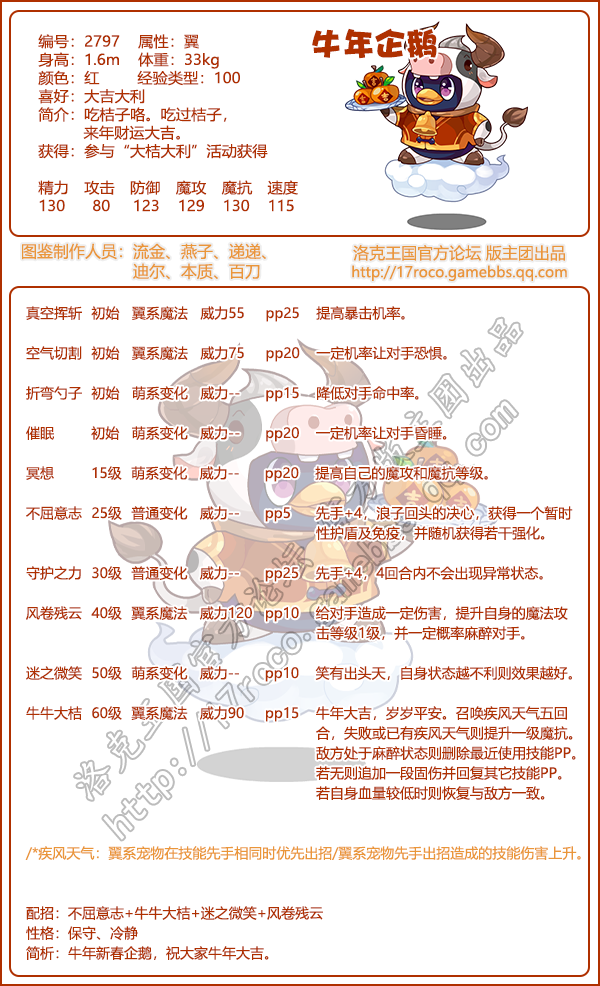 牛年企鹅
编号：2797 属性：翼
身高：1.6m 体重：33kg
颜色：红 经验类型：100
喜好：大吉大利
简介：吃桔子咯。吃过桔子，
来年财运大吉。
获得：参与“大桔大利”活动获得
精力 攻击 防御 魔攻 魔抗 速度
130 80 123 129 130 115
图鉴制作人员：流金、燕子、递递、
迪尔、本质、百刀
洛克王国官方论坛 版主团出品
http://17roco.gamebbs.qq.com
真空挥斩 初始 翼系魔法 威力55 pp25 提高暴击机率。
空气切割 初始 翼系魔法 威力75 pp20 一定机率让对手恐惧。
折弯勺子 初始 萌系变化 威力-- pp15 降低对手命中率。
催眠 初始 萌系变化 威力-- pp20 一定机率让对手昏睡。
冥想 15级 萌系变化 威力-- pp20 提高自己的魔攻和魔抗等级。
不屈意志 25级 普通变化 威力-- pp5 先手+4，浪子回头的决心，获得一个暂时
性护盾及免疫，并随机获得若干强化。
守护之力 30级 普通变化 威力-- pp25 先手+4，4回合内不会出现异常状态。
风卷残云 40级 翼系魔法 威力120 pp10 给对手造成一定伤害，提升自身的魔法攻
击等级1级，并一定概率麻醉对手。
迷之微笑 50级 萌系变化 威力-- pp10 笑有出头天，自身状态越不利则效果越好。
牛牛大桔 60级 翼系魔法 威力90 pp15 牛年大吉，岁岁平安。召唤疾风天气五回
合，失败或已有疾风天气则提升一级魔抗。
敌方处于麻醉状态则删除最近使用技能PP。
若无则追加一段固伤并回复其它技能PP。
若自身血量较低时则恢复与敌方一致。
/*疾风天气：翼系宠物在技能先手相同时优先出招/翼系宠物先手出招造成的技能伤害上升。
配招：不屈意志+牛牛大桔+迷之微笑+风卷残云
性格：保守、冷静
简析：牛年新春企鹅，祝大家牛年大吉。
洛克王国官方论坛 版主团出品
http://17roco.gamebbs.qq.com